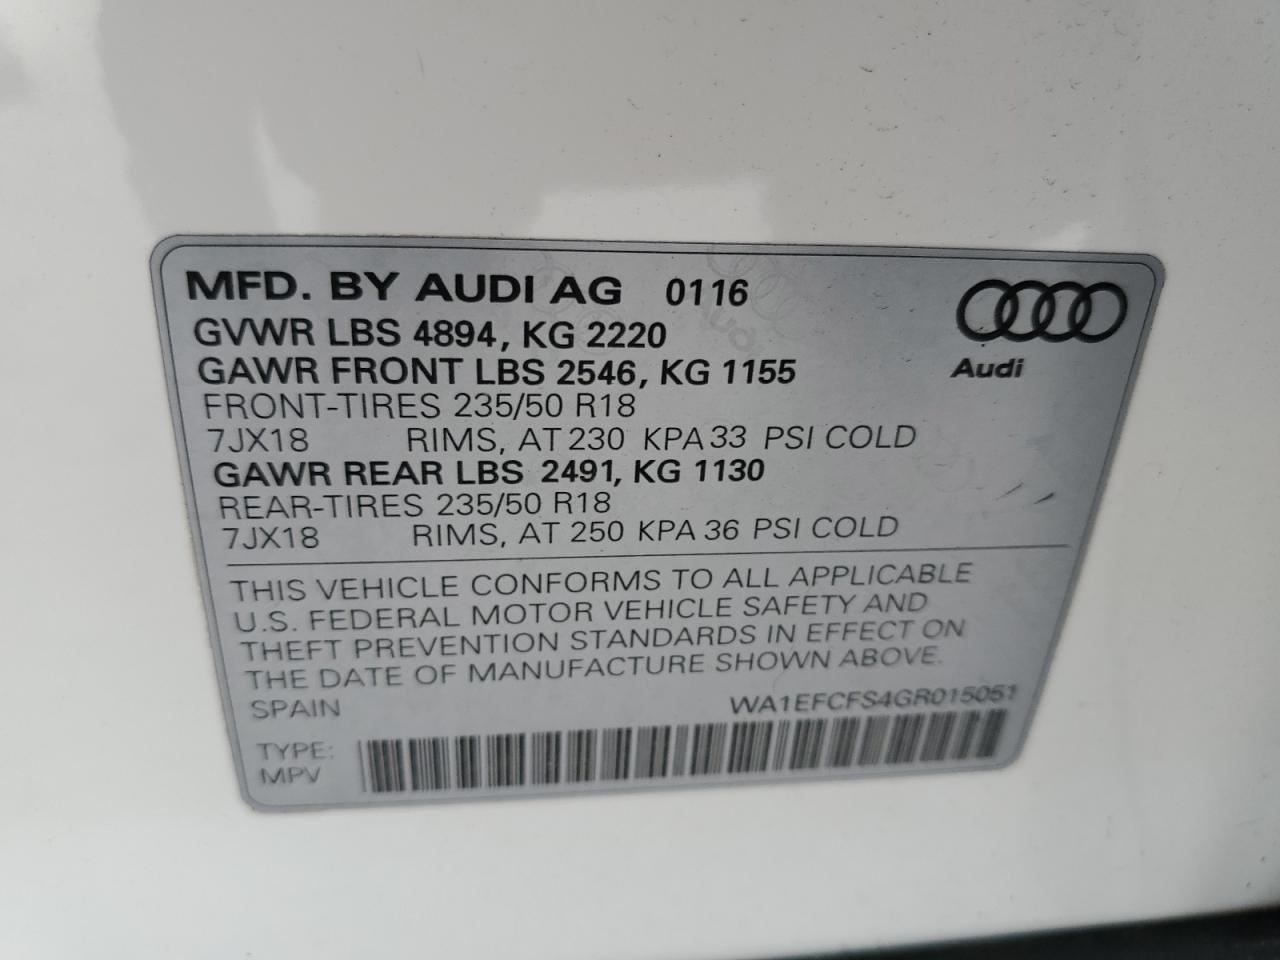 MFD. BY AUDI AG 0116
GVWR LBS 4894, KG 2220
GAWR FRONT LBS 2546, KG 1155
Audi
FRONT-TIRES 235/50 R18
7JX18 RIMS, AT 230 KPA 33 PSI COLD
GAWR REAR LBS 2491, KG 1130
REAR-TIRES 235/50 R18
7JX18 RIMS, AT 250 KPA 36 PSI COLD
THIS VEHICLE CONFORMS TO ALL APPLICABLE
U.S. FEDERAL MOTOR VEHICLE SAFETY AND
THEFT PREVENTION STANDARDS IN EFFECT ON
THE DATE OF MANUFACTURE SHOWN ABOVE.
SPAIN WA1EFCFS4GR015051
TYPE:
MPV